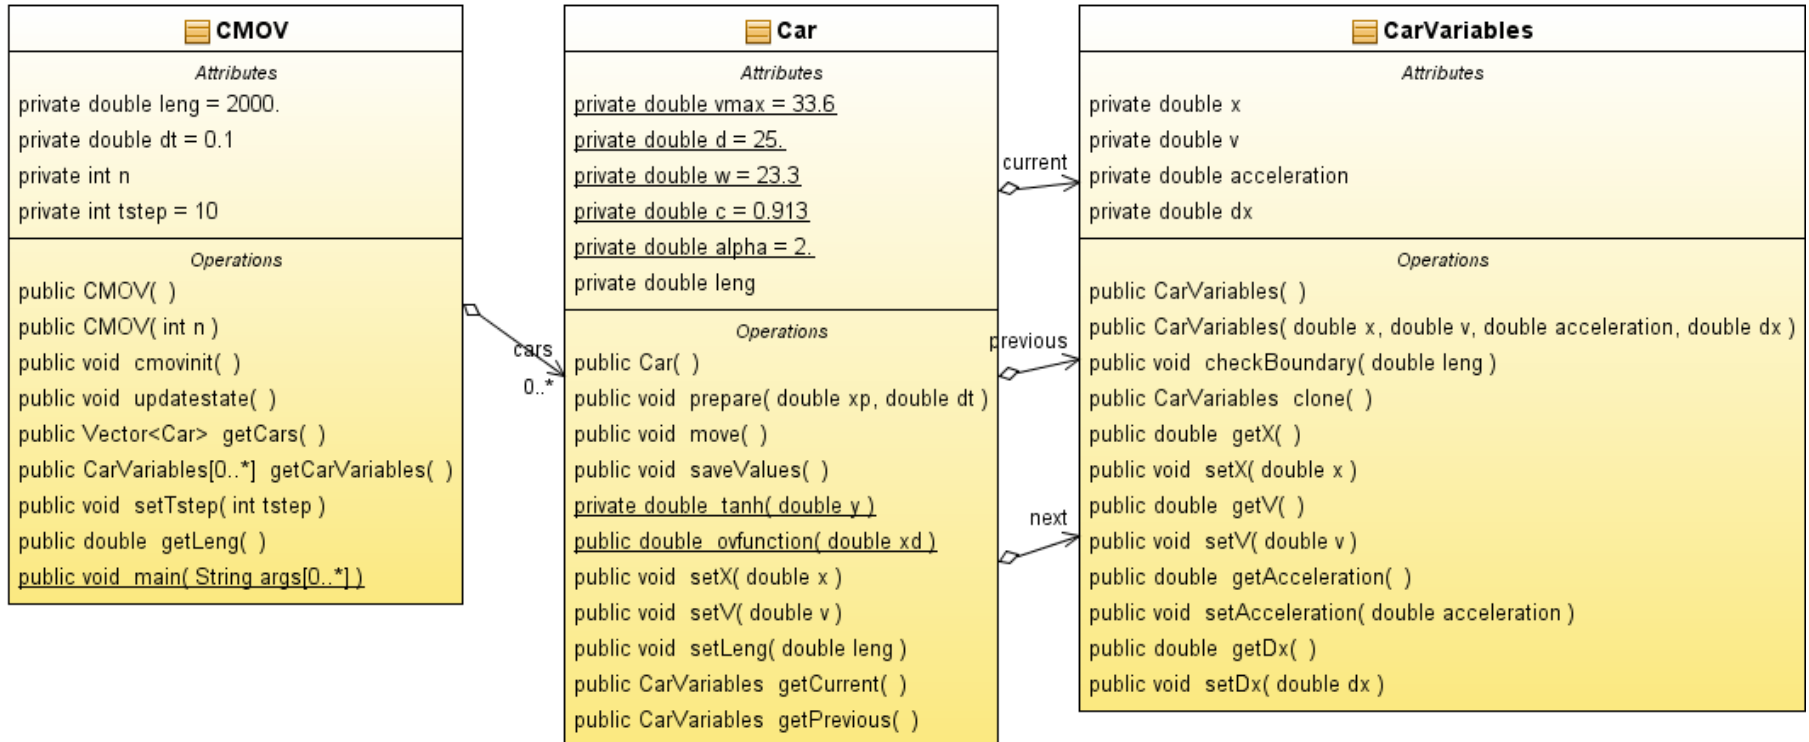 CMOV
Attributes
private double leng = 2000.
private double dt = 0.1
private int n
private int tstep = 10
Operations
public CMOV( )
public CMOV( int n )
public void cmovinit( )
public void updatestate( )
public Vector<Car> getCars( )
public CarVariables[0..*] getCarVariables( )
public void setTstep( int tstep )
public double getLeng( )
public void main( String args[0..*] )
cars
0..*
Car
Attributes
private double vmax = 33.6
private double d = 25.
private double w = 23.3
private double c = 0.913
private double alpha = 2.
private double leng
Operations
public Car( )
public void prepare( double xp, double dt )
public void move( )
public void saveValues( )
private double tanh( double y )
public double ovfunction( double xd )
public void setX( double x )
public void setV( double v )
public void setLeng( double leng )
public CarVariables getCurrent( )
public CarVariables getPrevious( )
current
previous
next
CarVariables
Attributes
private double x
private double v
private double acceleration
private double dx
Operations
public CarVariables( )
public CarVariables( double x, double v, double acceleration, double dx )
public void checkBoundary( double leng )
public CarVariables clone( )
public double getX( )
public void setX( double x )
public double getV( )
public void setV( double v )
public double getAcceleration( )
public void setAcceleration( double acceleration )
public double getDx( )
public void setDx( double dx )